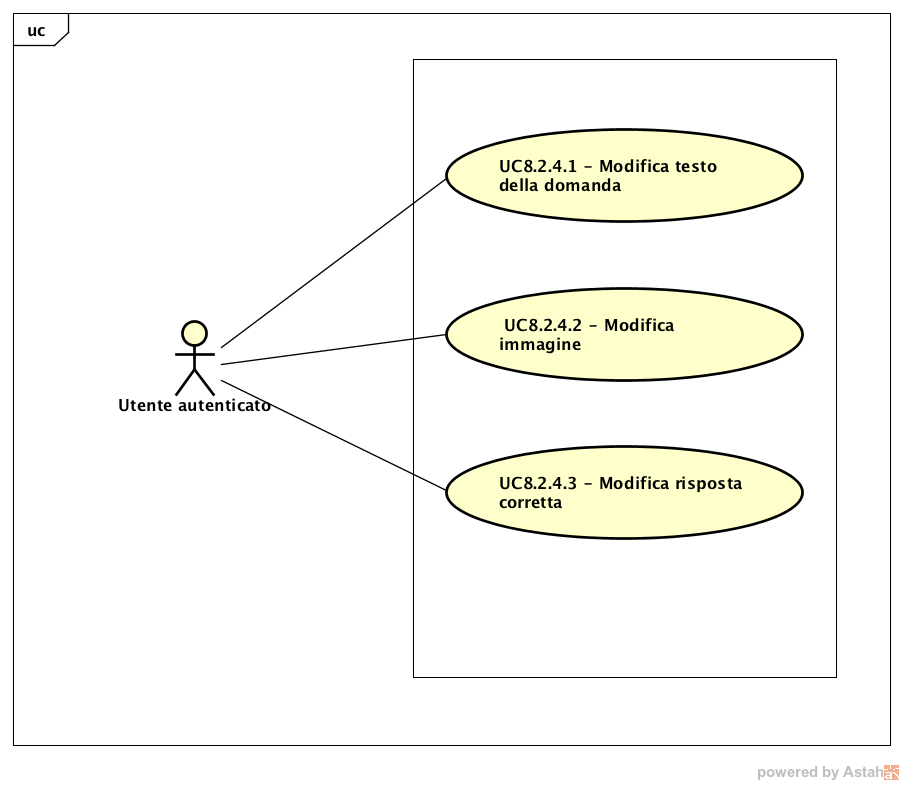 uc
UC8.2.4.1 – Modifica testo
della domanda
UC8.2.4.2 – Modifica
immagine
Utente autenticato
UC8.2.4.3 – Modifica risposta
corretta
powered by Astah